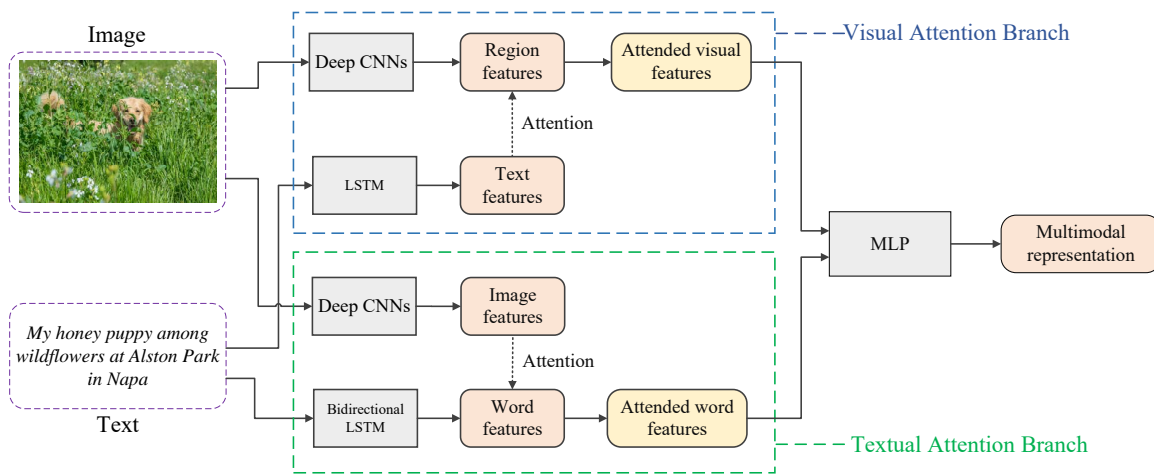 Image
Visual Attention Branch
Deep CNNs
Region
features
Attended visual
features
Attention
LSTM
Text
features
MLP
Multimodal
representation
Deep CNNs
Image
features
My honey puppy among
wildflowers at Alston Park
in Napa
Attention
Text
Bidirectional
LSTM
Word
features
Attended word
features
Textual Attention Branch